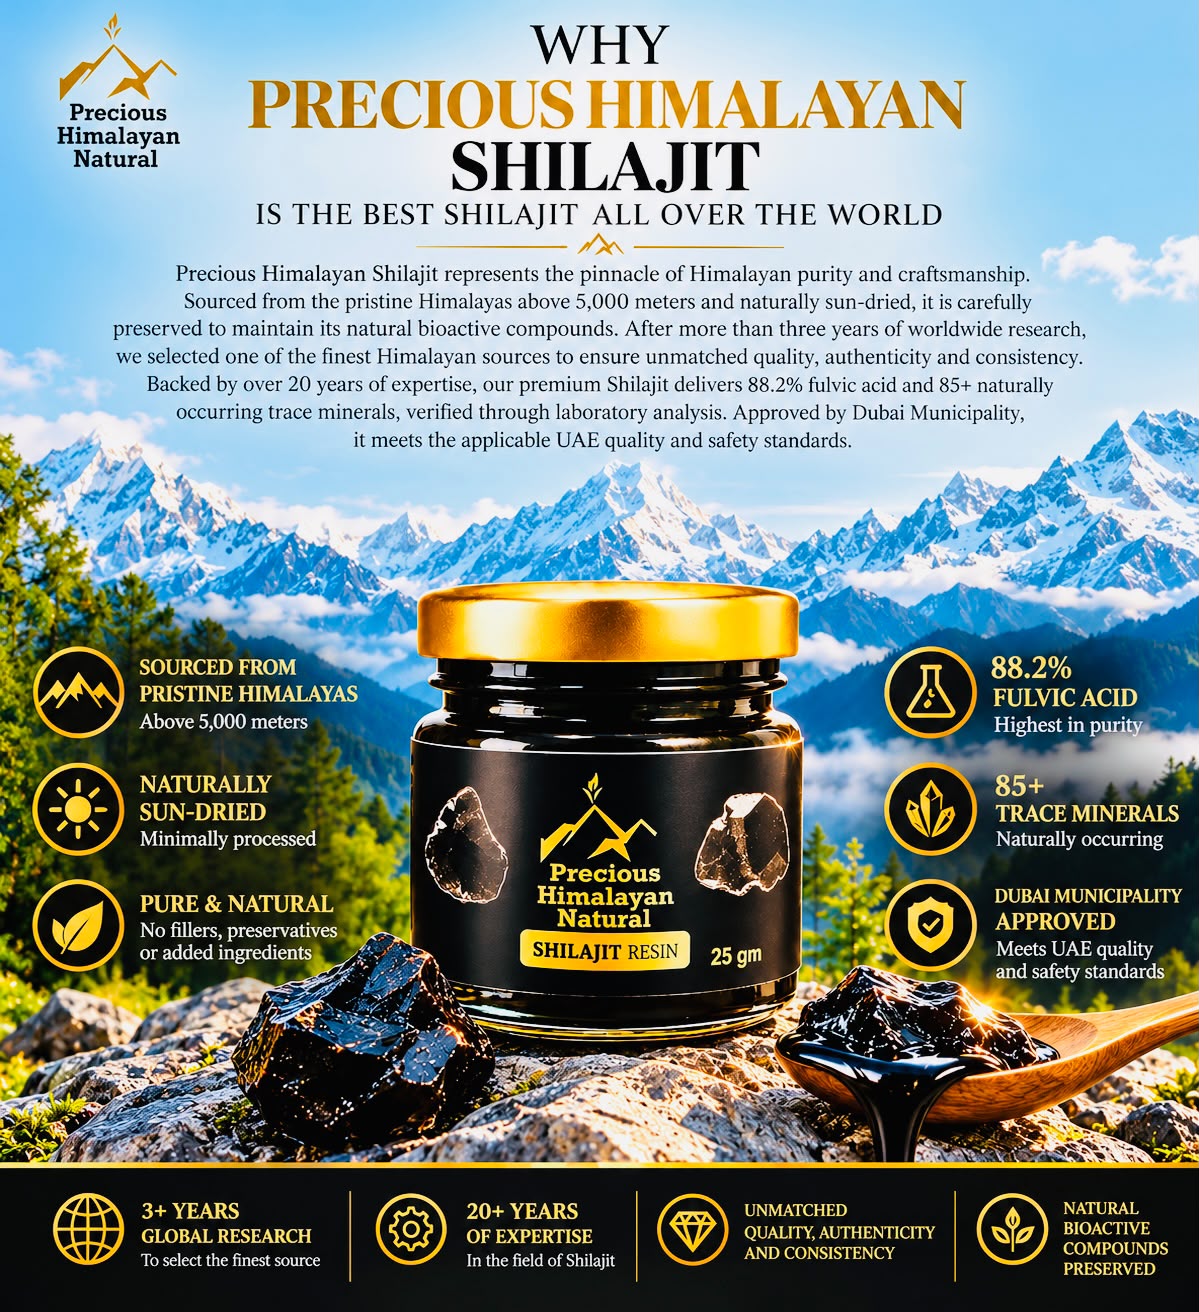 Precious
Himalayan
Natural
WHY
PRECIOUS HIMALAYAN
SHILAJIT
IS THE BEST SHILAJIT ALL OVER THE WORLD
Precious Himalayan Shilajit represents the pinnacle of Himalayan purity and craftsmanship.
Sourced from the pristine Himalayas above 5,000 meters and naturally sun-dried, it is carefully
preserved to maintain its natural bioactive compounds. After more than three years of worldwide research,
we selected one of the finest Himalayan sources to ensure unmatched quality, authenticity and consistency.
Backed by over 20 years of expertise, our premium Shilajit delivers 88.2% fulvic acid and 85+ naturally
occurring trace minerals, verified through laboratory analysis. Approved by Dubai Municipality,
it meets the applicable UAE quality and safety standards.
SOURCED FROM
PRISTINE HIMALAYAS
Above 5,000 meters
NATURALLY
SUN-DRIED
Minimally processed
PURE & NATURAL
No fillers, preservatives
or added ingredients
Precious
Himalayan
Natural
SHILAJIT RESIN
25 gm
88.2%
FULVIC ACID
Highest in purity
85+
TRACE MINERALS
Naturally occurring
DUBAI MUNICIPALITY
APPROVED
Meets UAE quality
and safety standards
3+ YEARS
GLOBAL RESEARCH
To select the finest source
20+ YEARS
OF EXPERTISE
In the field of Shilajit
UNMATCHED
QUALITY, AUTHENTICITY
AND CONSISTENCY
NATURAL
BIOACTIVE
COMPOUNDS
PRESERVED